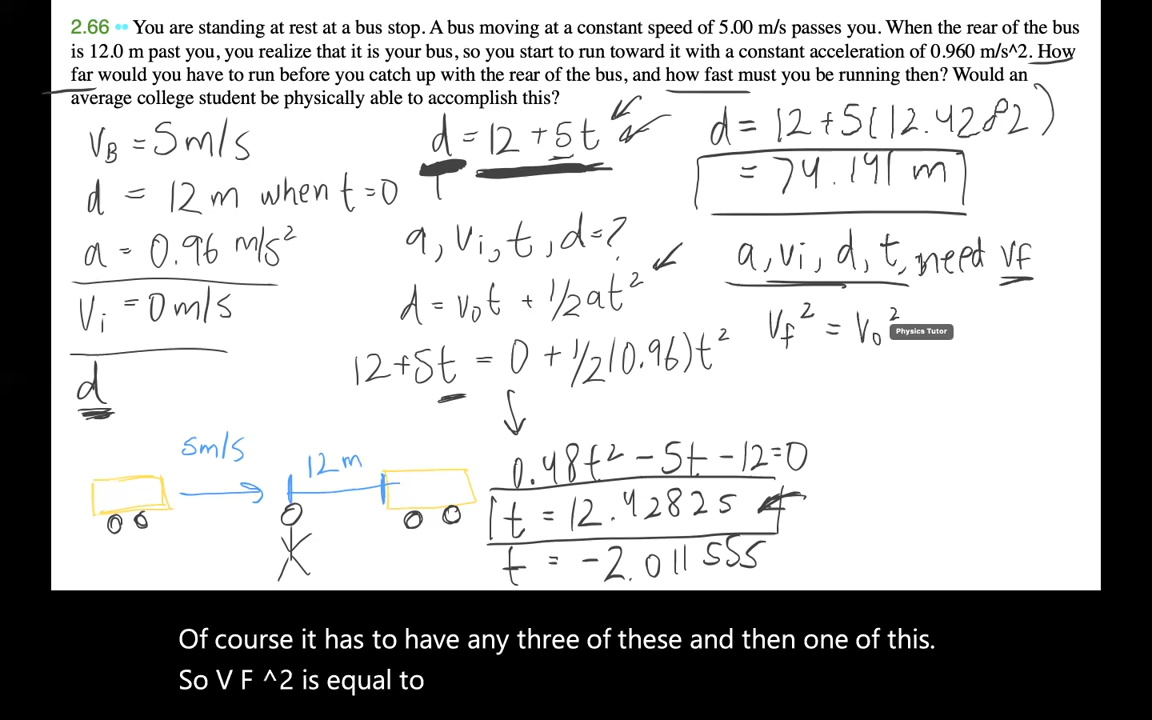 2.66 •• You are standing at rest at a bus stop. A bus moving at a constant speed of 5.00 m/s passes you. When the rear of the bus
is 12.0 m past you, you realize that it is your bus, so you start to run toward it with a constant acceleration of 0.960 m/s^2. How
far would you have to run before you catch up with the rear of the bus, and how fast must you be running then? Would an
average college student be physically able to accomplish this?
V_B = 5m/s
d = 12 m when t=0
a = 0.96 m/s²
Vi = 0m/s
d
d = 12 + 5t
a, Vi, t, d=?
d = V₀t + 1/2at²
12+5t = 0 + 1/2(0.96)t²
0.48t² - 5t - 12=0
t = 12.4282s
t = -2.0115ss
d = 12 + 5(12.4282)
= 74.141 m
a, vi, d, t, need vf
Vf² = V₀²
Physics Tutor
5m/s
12m
Of course it has to have any three of these and then one of this.
So V F ^2 is equal to